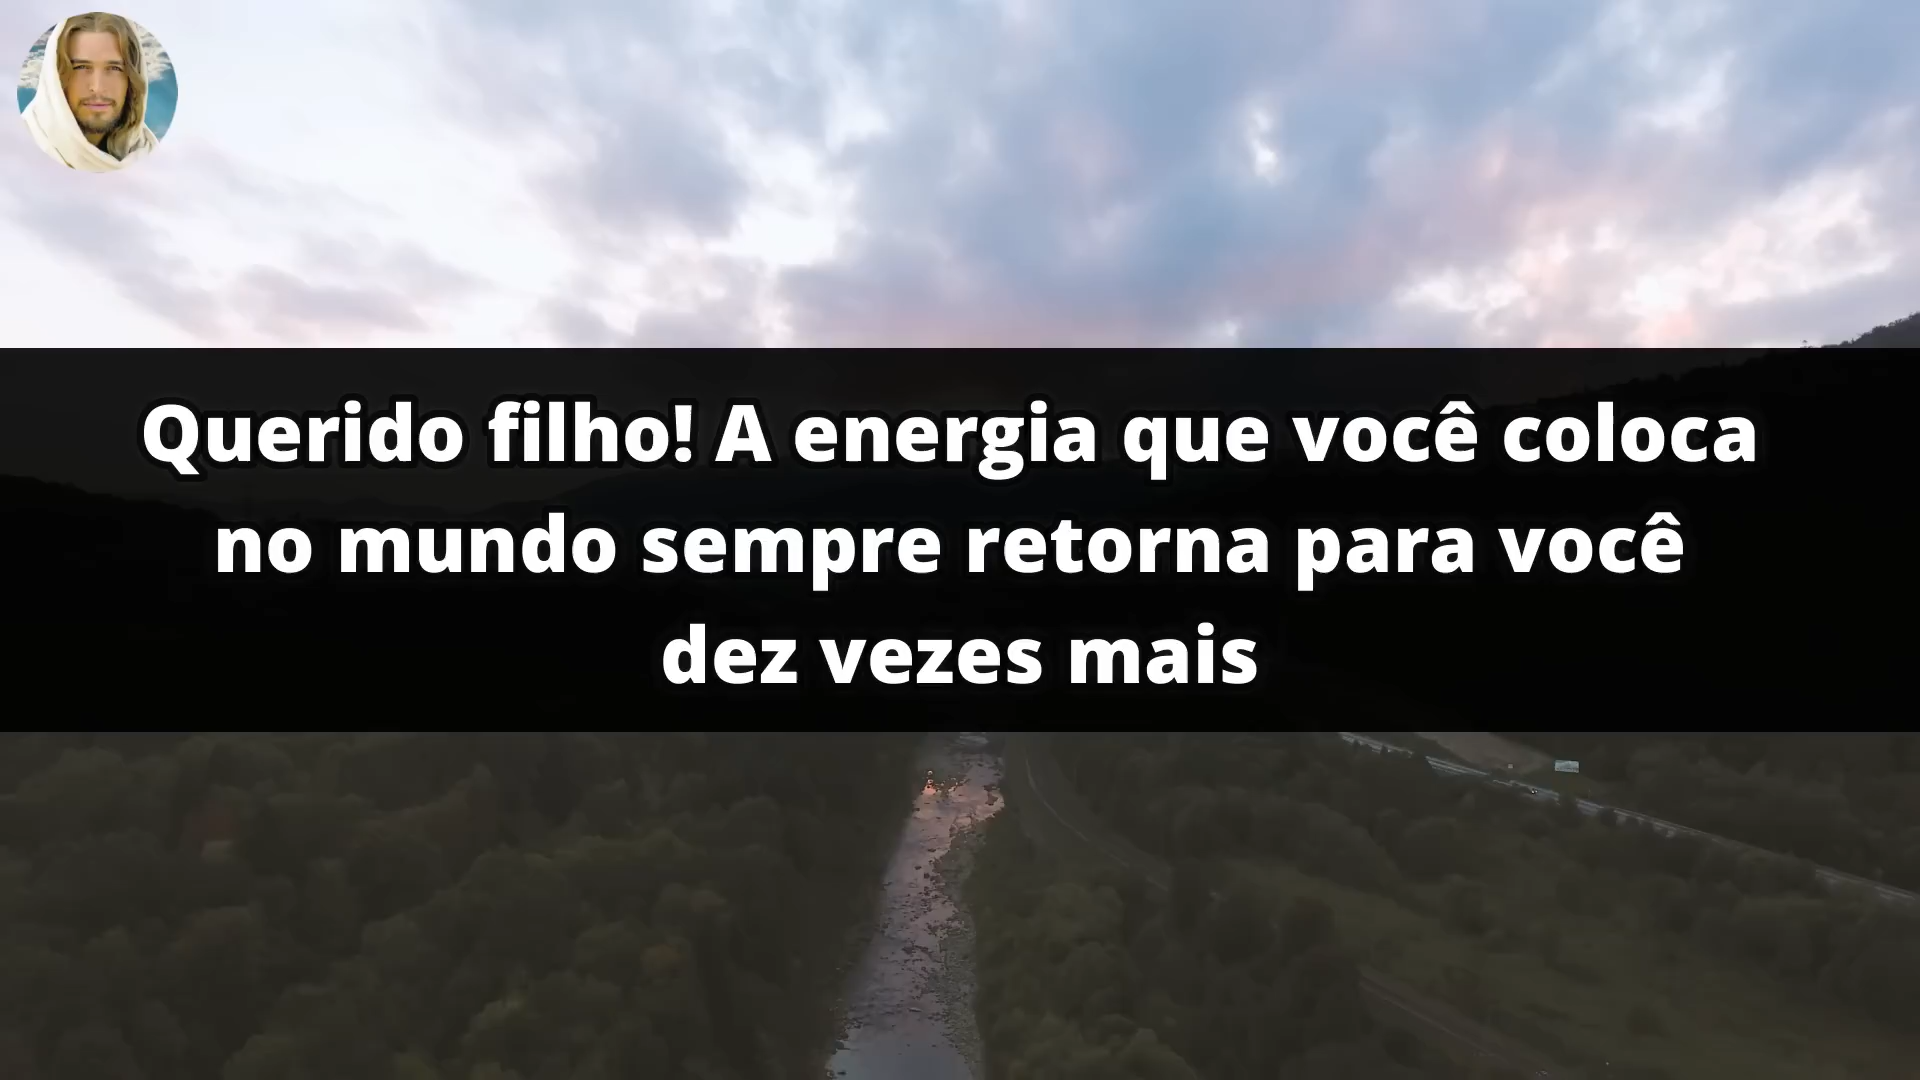 Querido filho! A energia que você coloca
no mundo sempre retorna para você
dez vezes mais